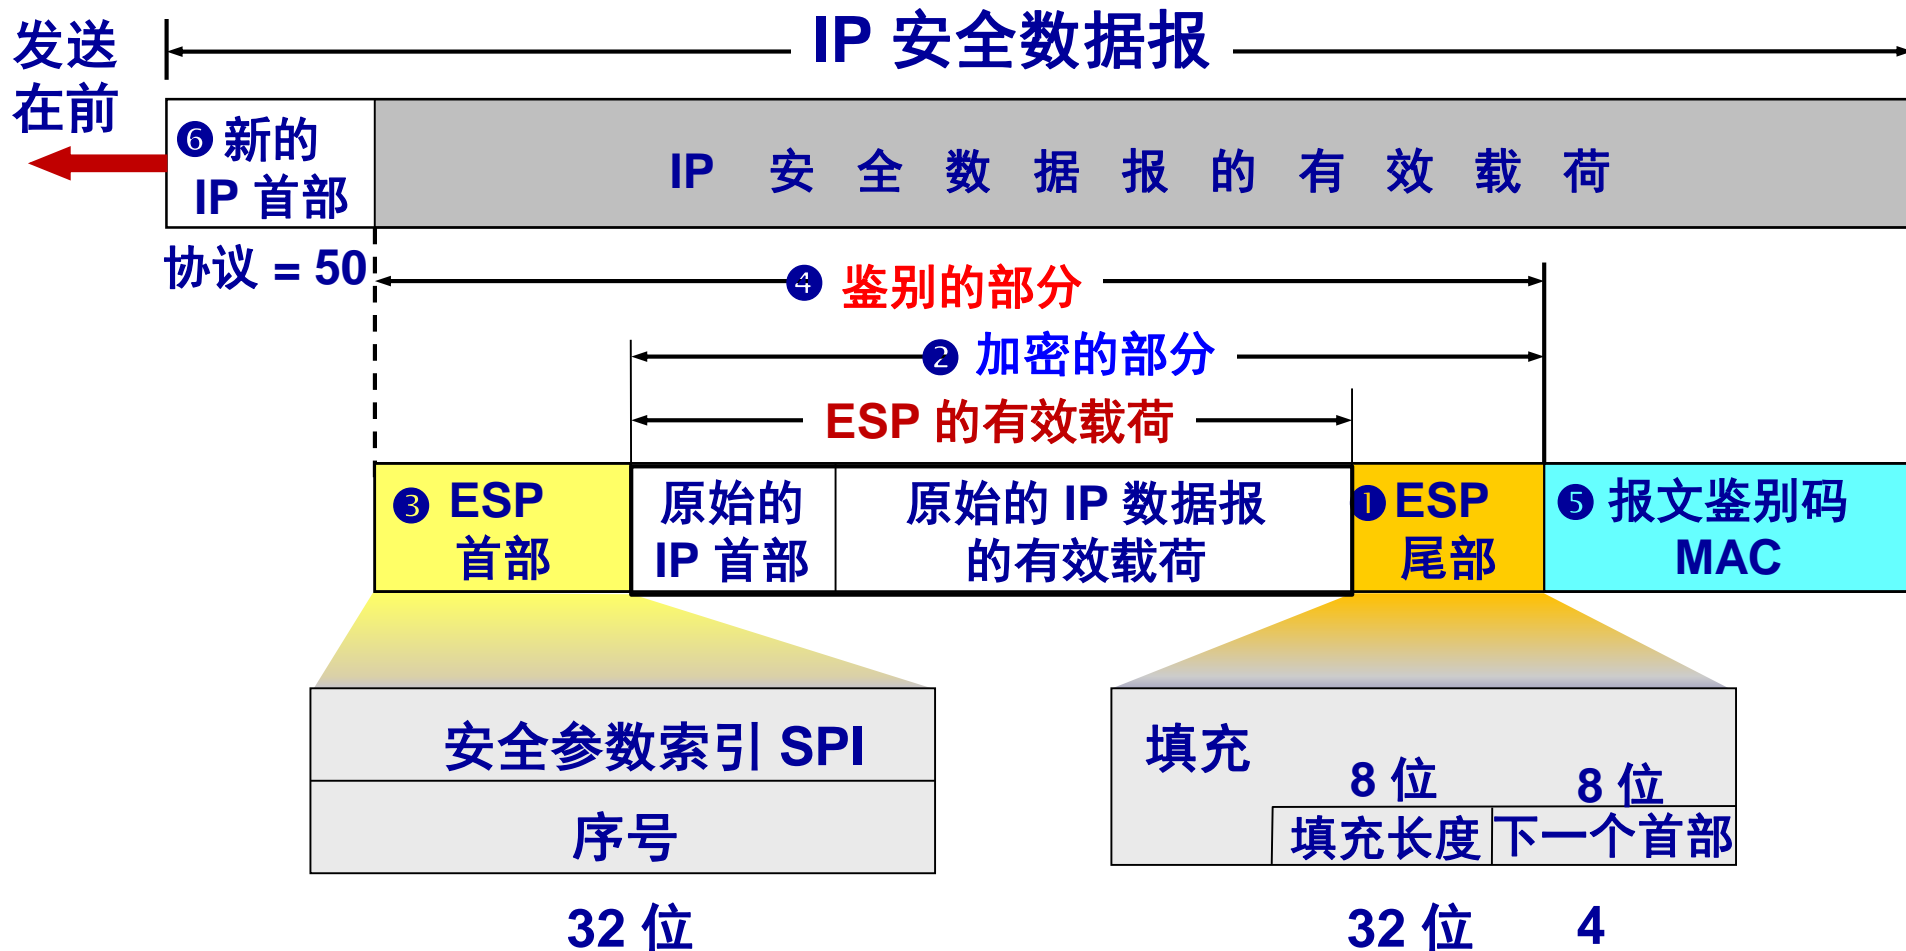 IP 安全数据报
发送
在前
❻ 新的
IP 首部
IP 安 全 数 据 报 的 有 效 载 荷
协议 = 50
❹ 鉴别的部分
❷ 加密的部分
ESP 的有效载荷
❸ ESP
首部
原始的
IP 首部
原始的 IP 数据报
的有效载荷
❶ ESP
尾部
❺ 报文鉴别码
MAC
安全参数索引 SPI
序号
32 位
填充
8 位
8 位
填充长度
下一个首部
32 位
4